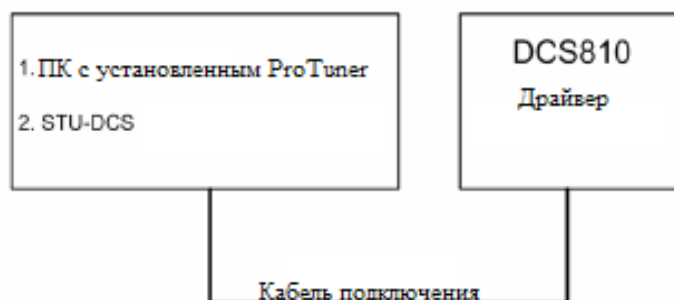 1. ПК с установленным ProTuner
2. STU-DCS
DCS810
Драйвер
Кабель подключения